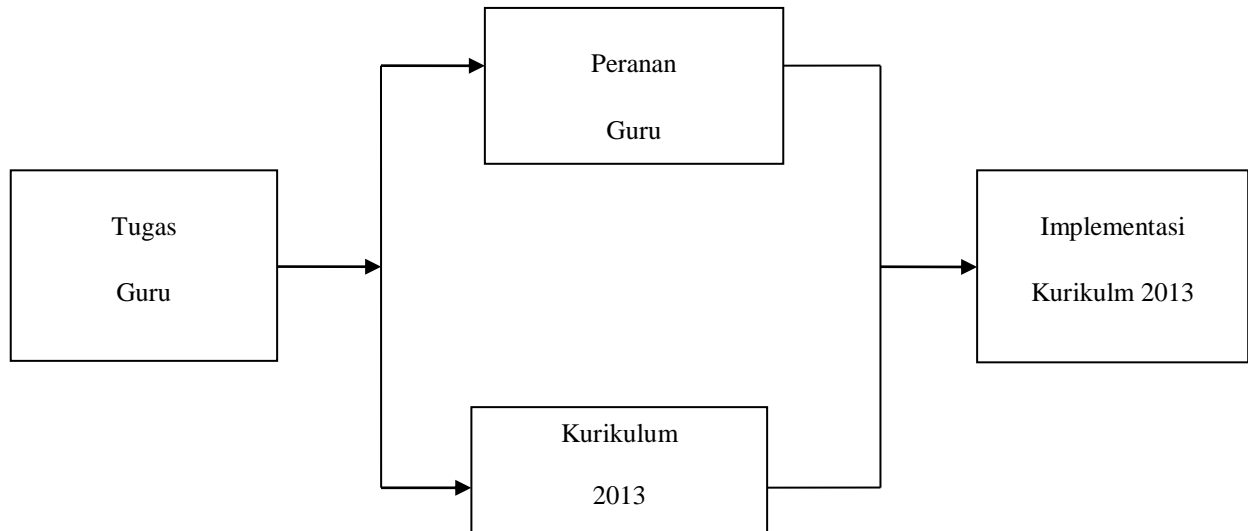 Peranan
Guru
Tugas
Guru
Implementasi
Kurikulm 2013
Kurikulum
2013